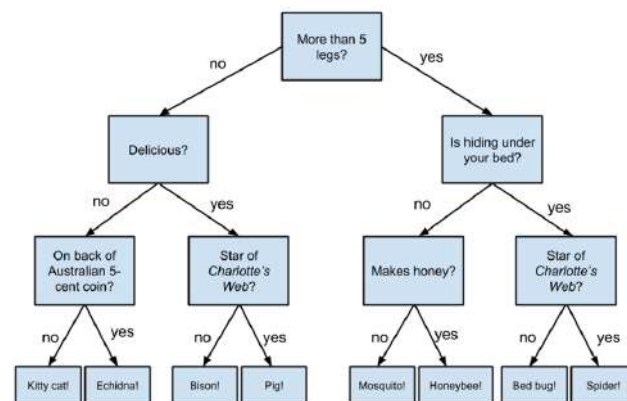 More than 5
legs?
no
yes
Delicious?
Is hiding under
your bed?
no
yes
no
yes
On back of
Australian 5-
cent coin?
Star of
Charlotte's
Web?
Makes honey?
Star of
Charlotte's
Web?
no
yes
no
yes
no
yes
no
yes
Kitty cat!
Echidna!
Bison!
Pig!
Mosquito!
Honeybee!
Bed bug!
Spider!